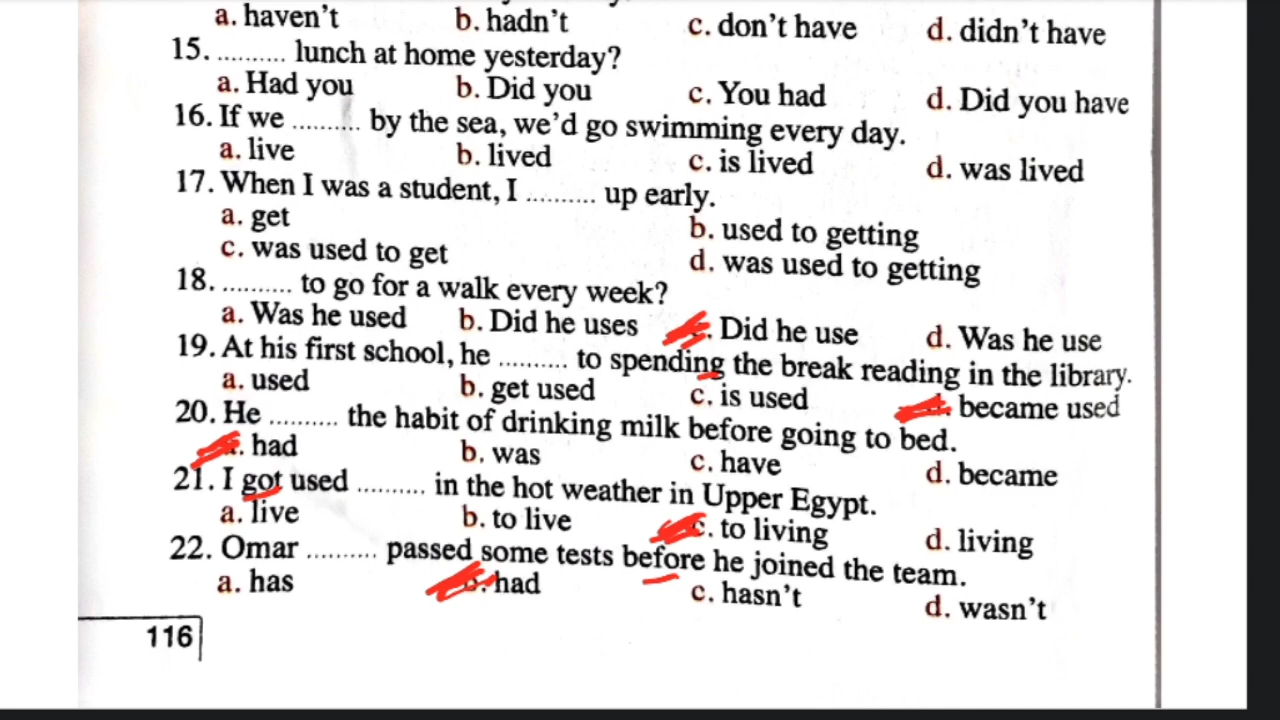 a. haven't b. hadn't c. don't have d. didn't have
15. .......... lunch at home yesterday?
a. Had you b. Did you c. You had d. Did you have
16. If we .......... by the sea, we'd go swimming every day.
a. live b. lived c. is lived d. was lived
17. When I was a student, I .......... up early.
a. get b. used to getting
c. was used to get d. was used to getting
18. .......... to go for a walk every week?
a. Was he used b. Did he uses Did he use d. Was he use
19. At his first school, he .......... to spending the break reading in the library.
a. used b. get used c. is used became used
20. He .......... the habit of drinking milk before going to bed.
had b. was c. have d. became
21. I got used .......... in the hot weather in Upper Egypt.
a. live b. to live c. to living d. living
22. Omar .......... passed some tests before he joined the team.
a. has had c. hasn't d. wasn't
116